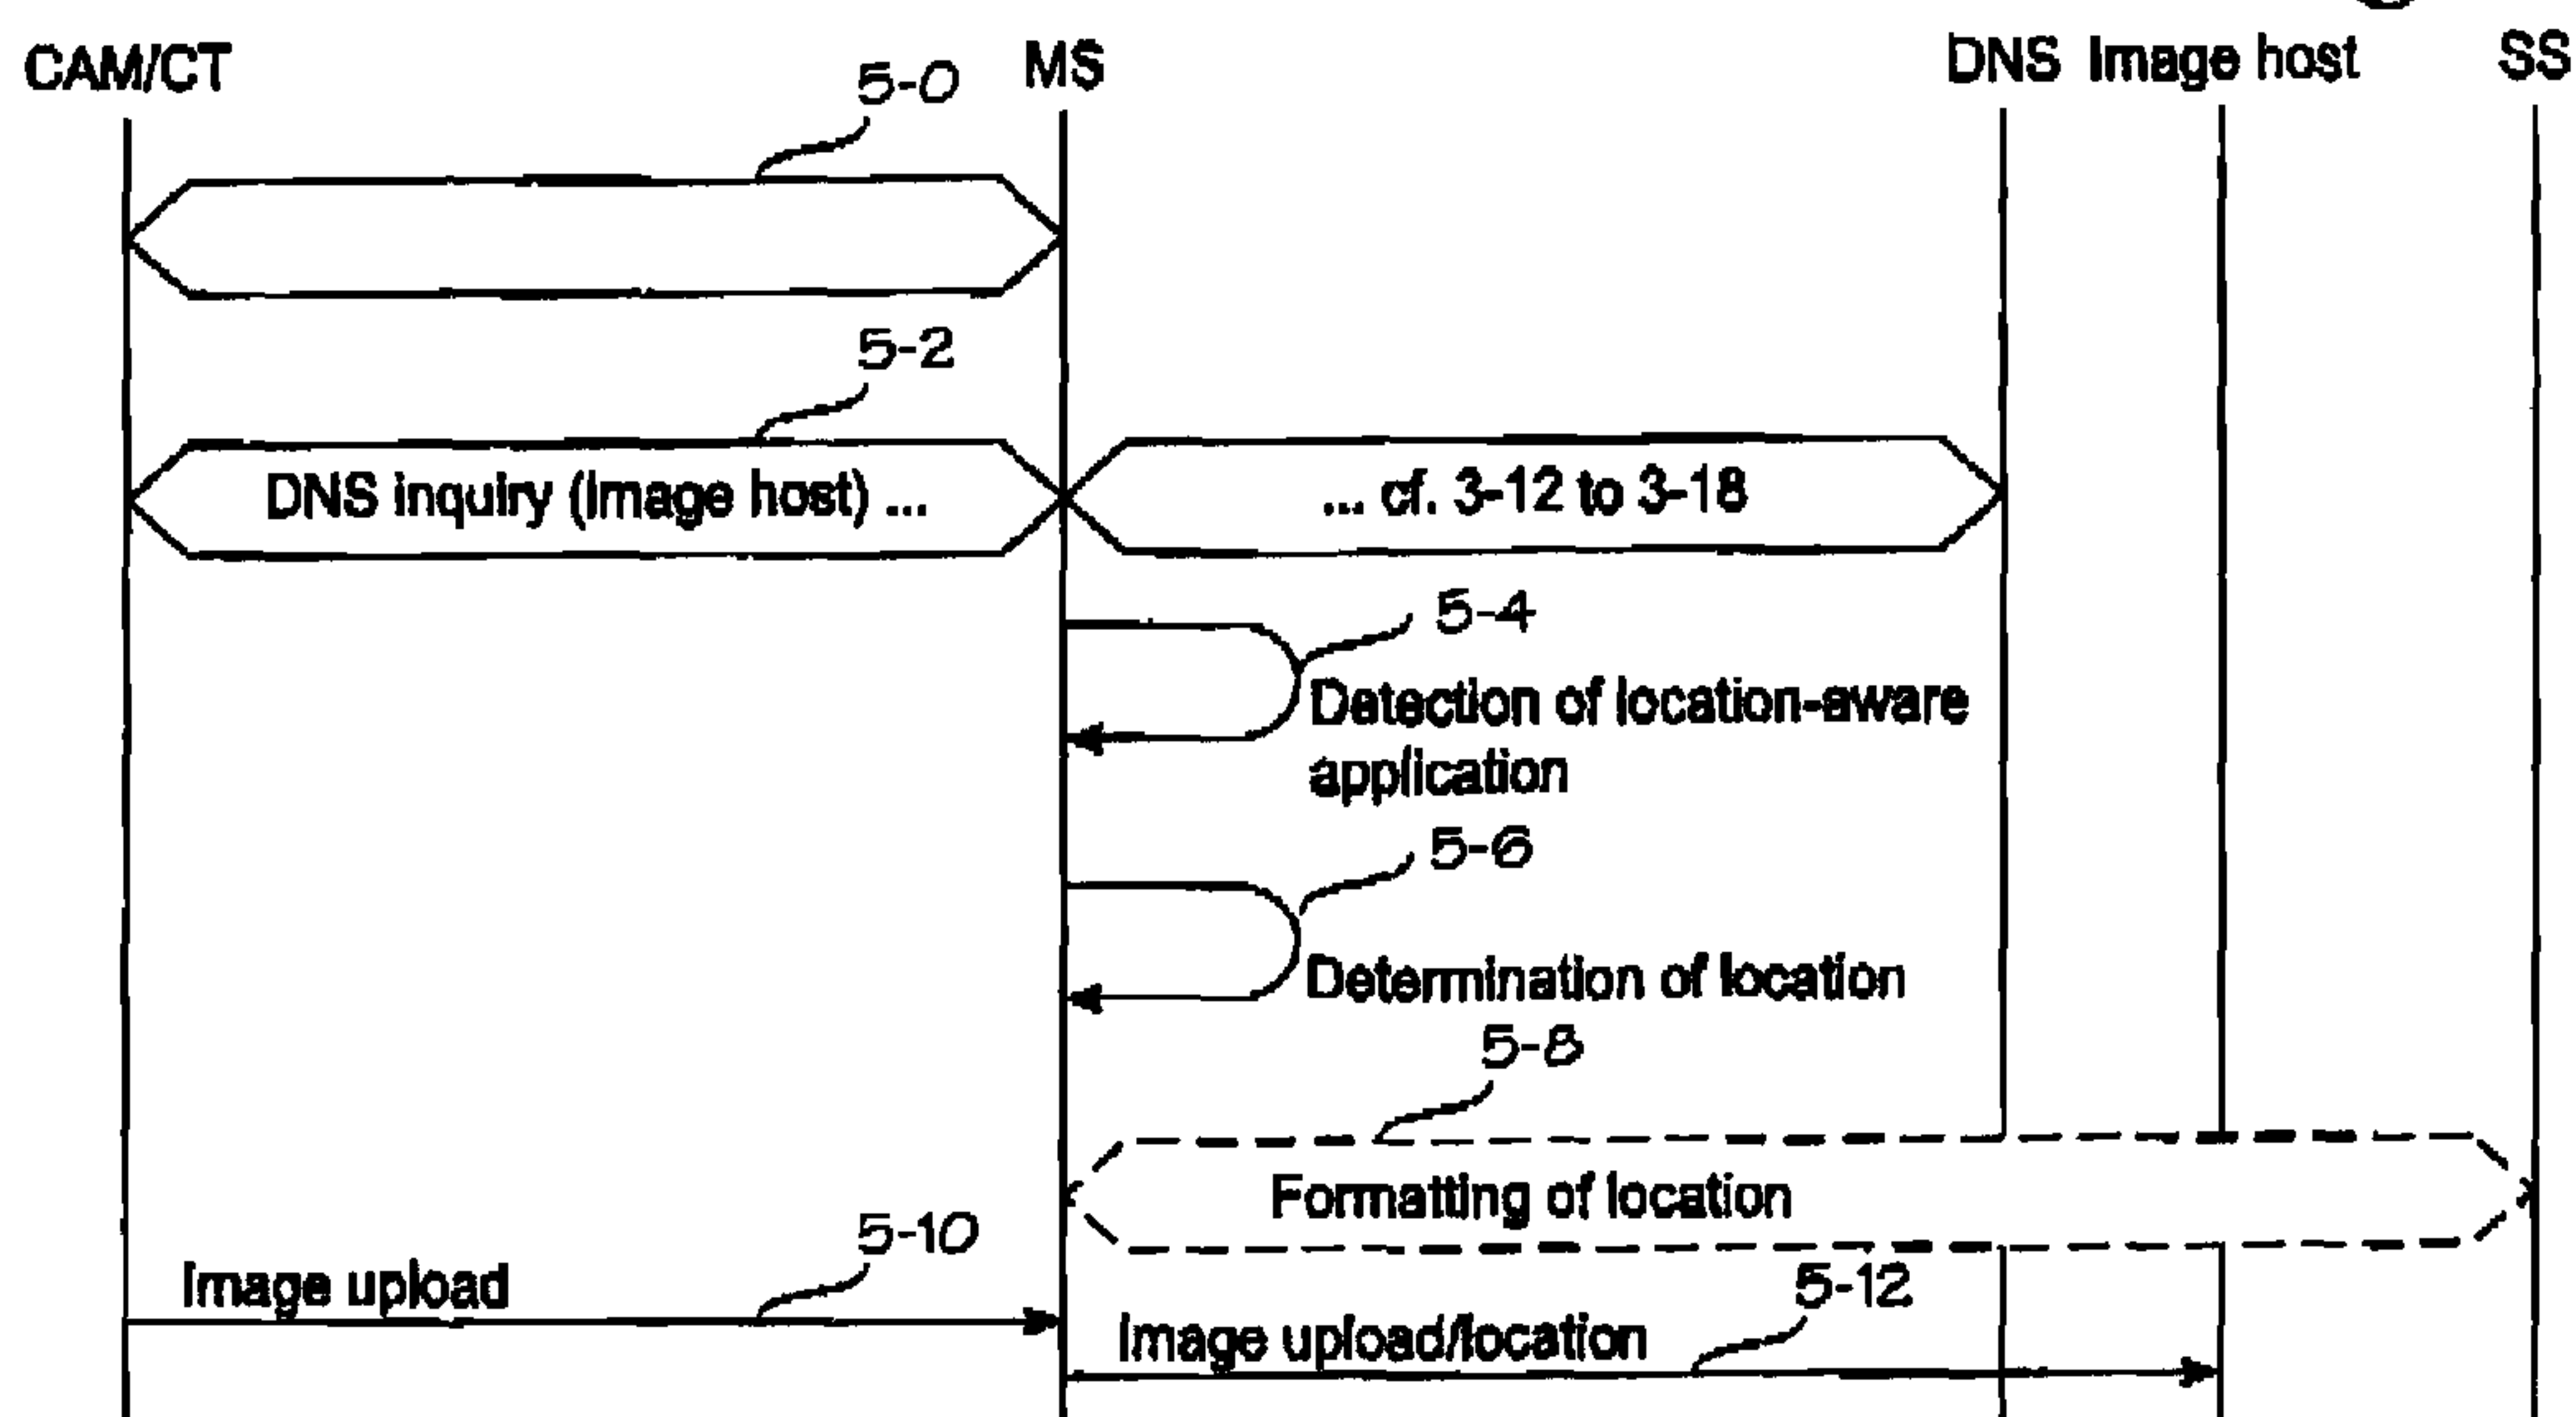 CAM/CT MS DNS Image host SS
5-0
5-2
DNS inquiry (image host) ... ... cf. 3-12 to 3-18
5-4
Detection of location-aware
application
5-6
Determination of location
5-8
Formatting of location
5-10
Image upload
5-12
Image upload/location